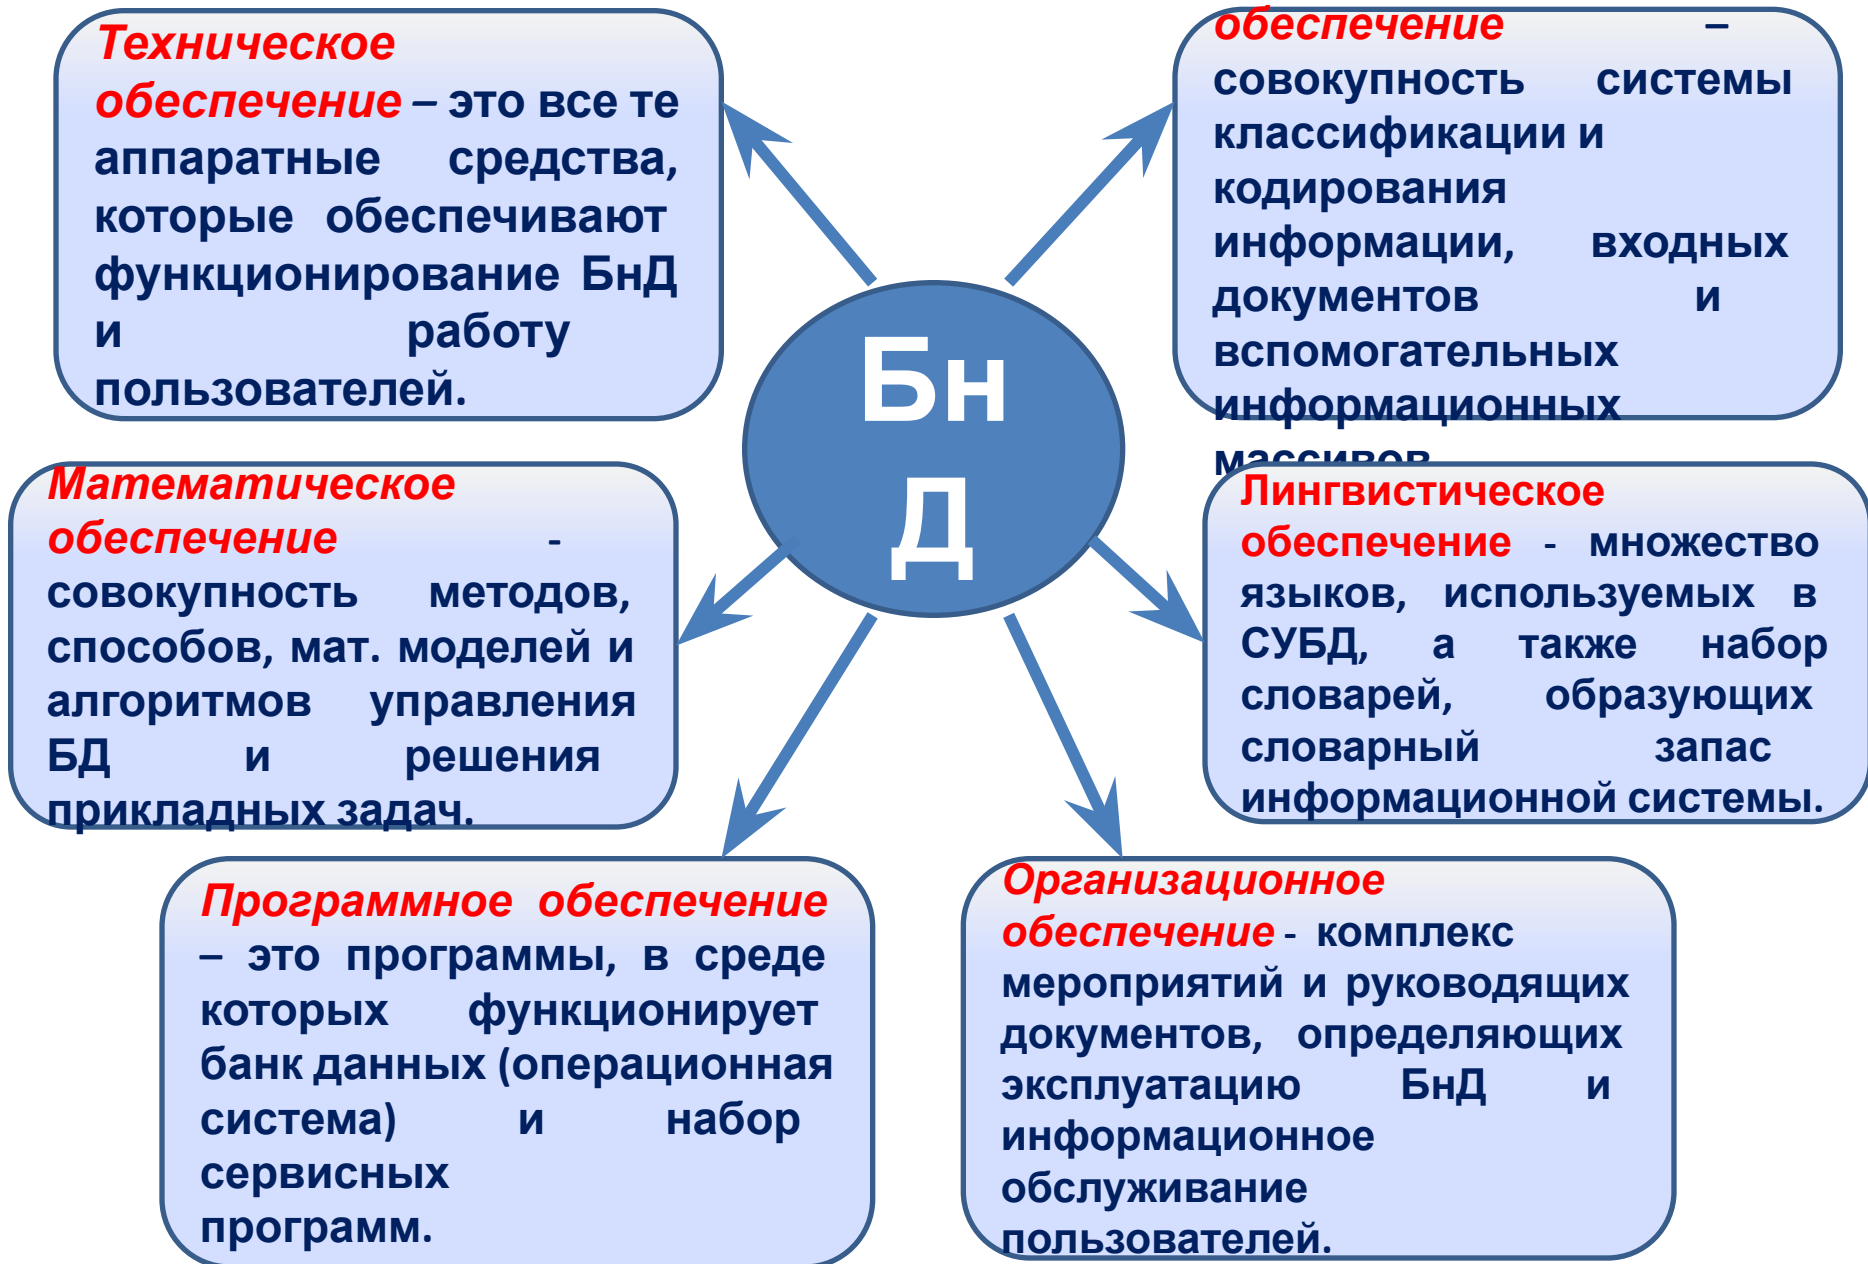 Техническое
обеспечение – это все те
аппаратные средства,
которые обеспечивают
функционирование БнД
и работу
пользователей.
обеспечение –
совокупность системы
классификации и
кодирования
информации, входных
документов и
вспомогательных
информационных
массивов
Бн
Д
Математическое
обеспечение -
совокупность методов,
способов, мат. моделей и
алгоритмов управления
БД и решения
прикладных задач.
Лингвистическое
обеспечение - множество
языков, используемых в
СУБД, а также набор
словарей, образующих
словарный запас
информационной системы.
Программное обеспечение
– это программы, в среде
которых функционирует
банк данных (операционная
система) и набор
сервисных
программ.
Организационное
обеспечение - комплекс
мероприятий и руководящих
документов, определяющих
эксплуатацию БнД и
информационное
обслуживание
пользователей.